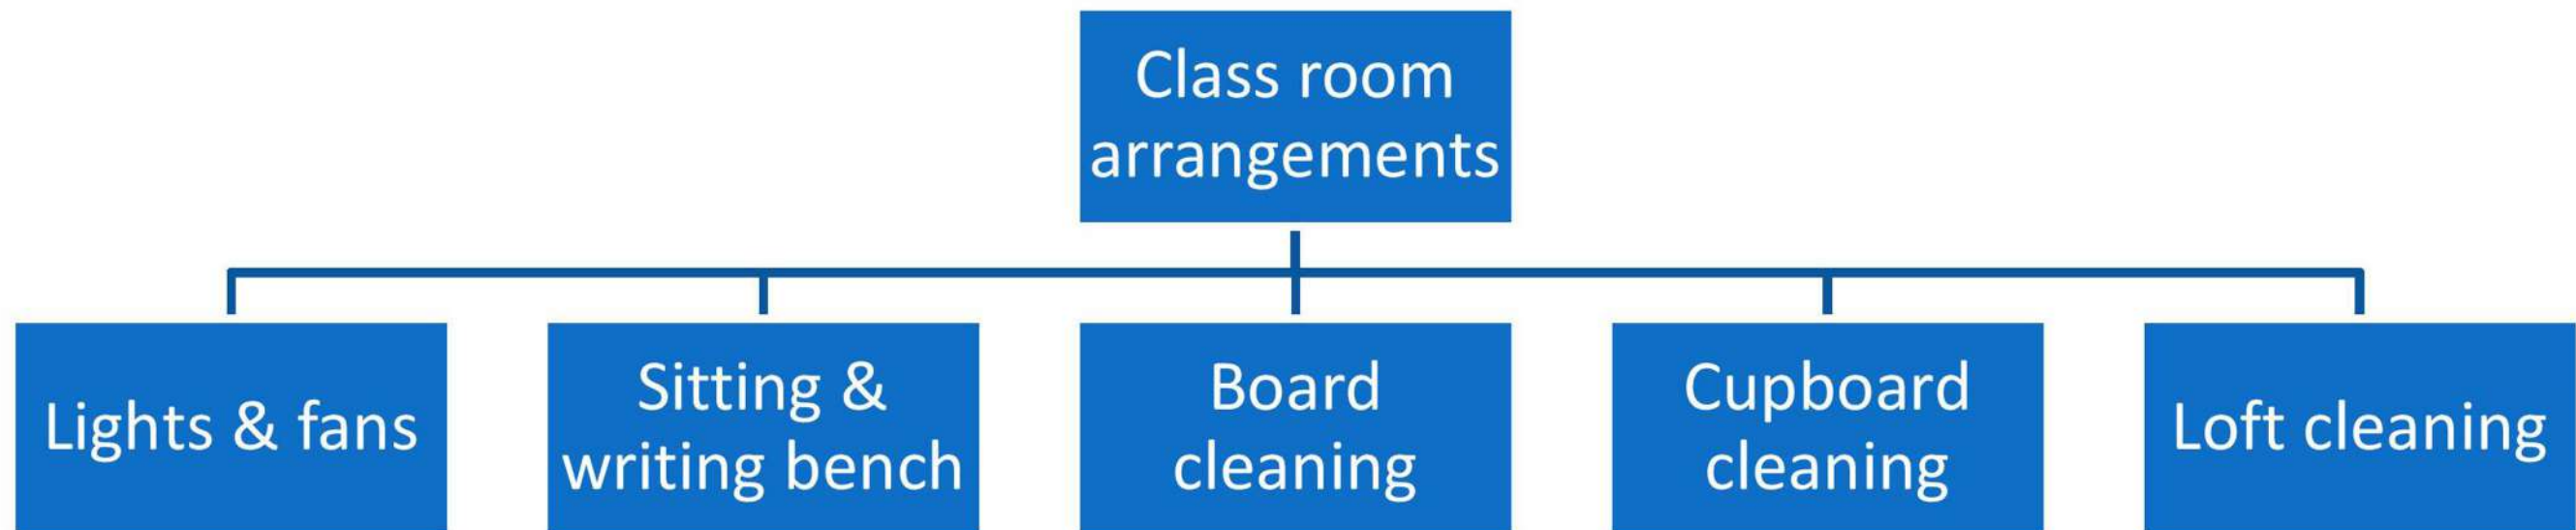 Class room
arrangements
Lights & fans
Sitting &
writing bench
Board
cleaning
Cupboard
cleaning
Loft cleaning